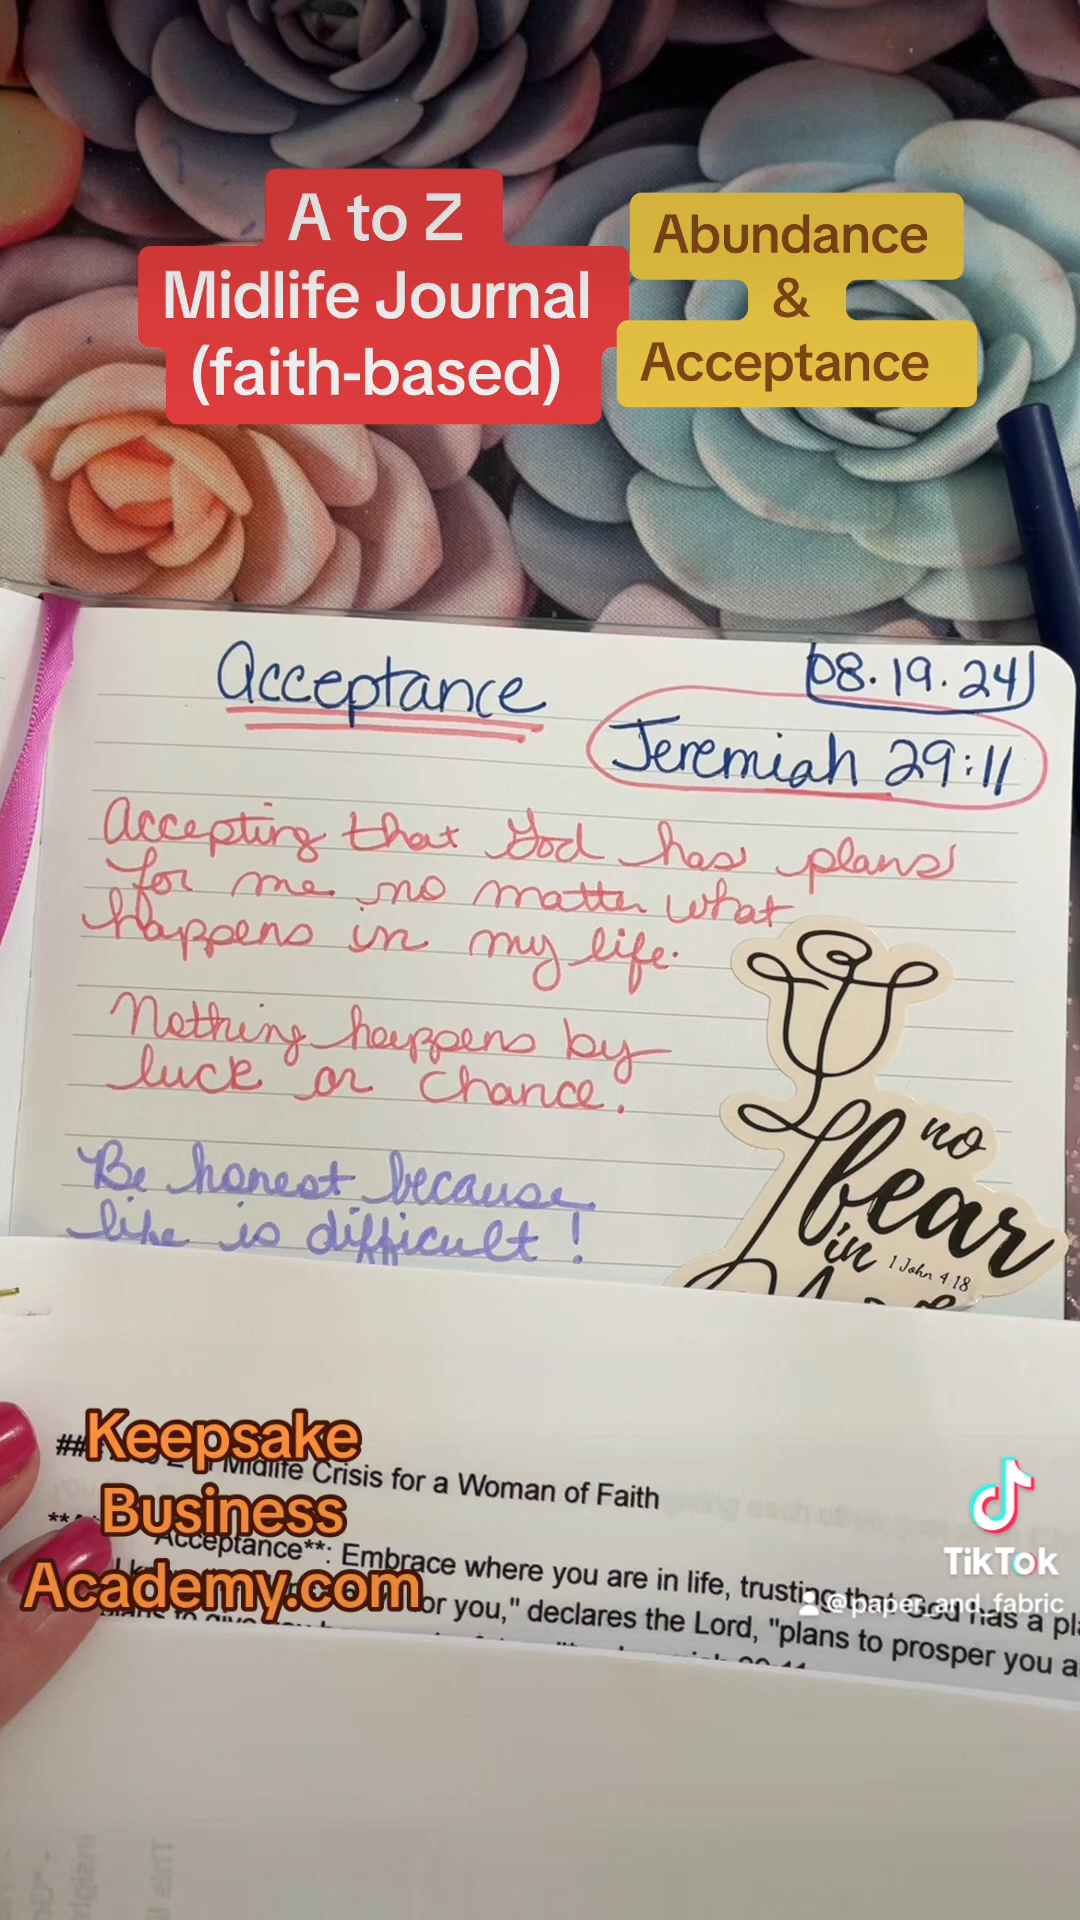 A to Z
Midlife Journal
(faith-based)
Abundance
&
Acceptance
Acceptance
08.19.24
Jeremiah 29:11
Accepting that God has plans
for me no matter what
happens in my life.
Nothing happens by
luck or chance.
Be honest because
life is difficult!
no
fear
in
1 John 4:18
Keepsake
Business
Academy.com
## Midlife Crisis for a Woman of Faith
** Acceptance**: Embrace where you are in life, trusting that God has a
or you," declares the Lord, "plans to prosper you
TikTok
@paper_and_fabric